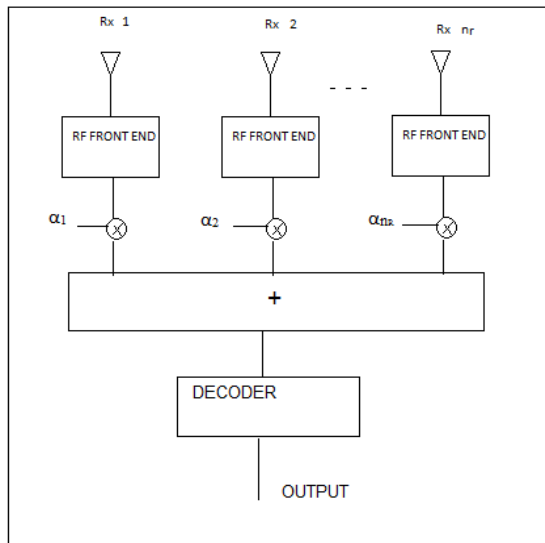 Rx 1 Rx 2 Rx nr
- - -
RF FRONT END RF FRONT END RF FRONT END
α1 X α2 X αnR X
+
DECODER
OUTPUT